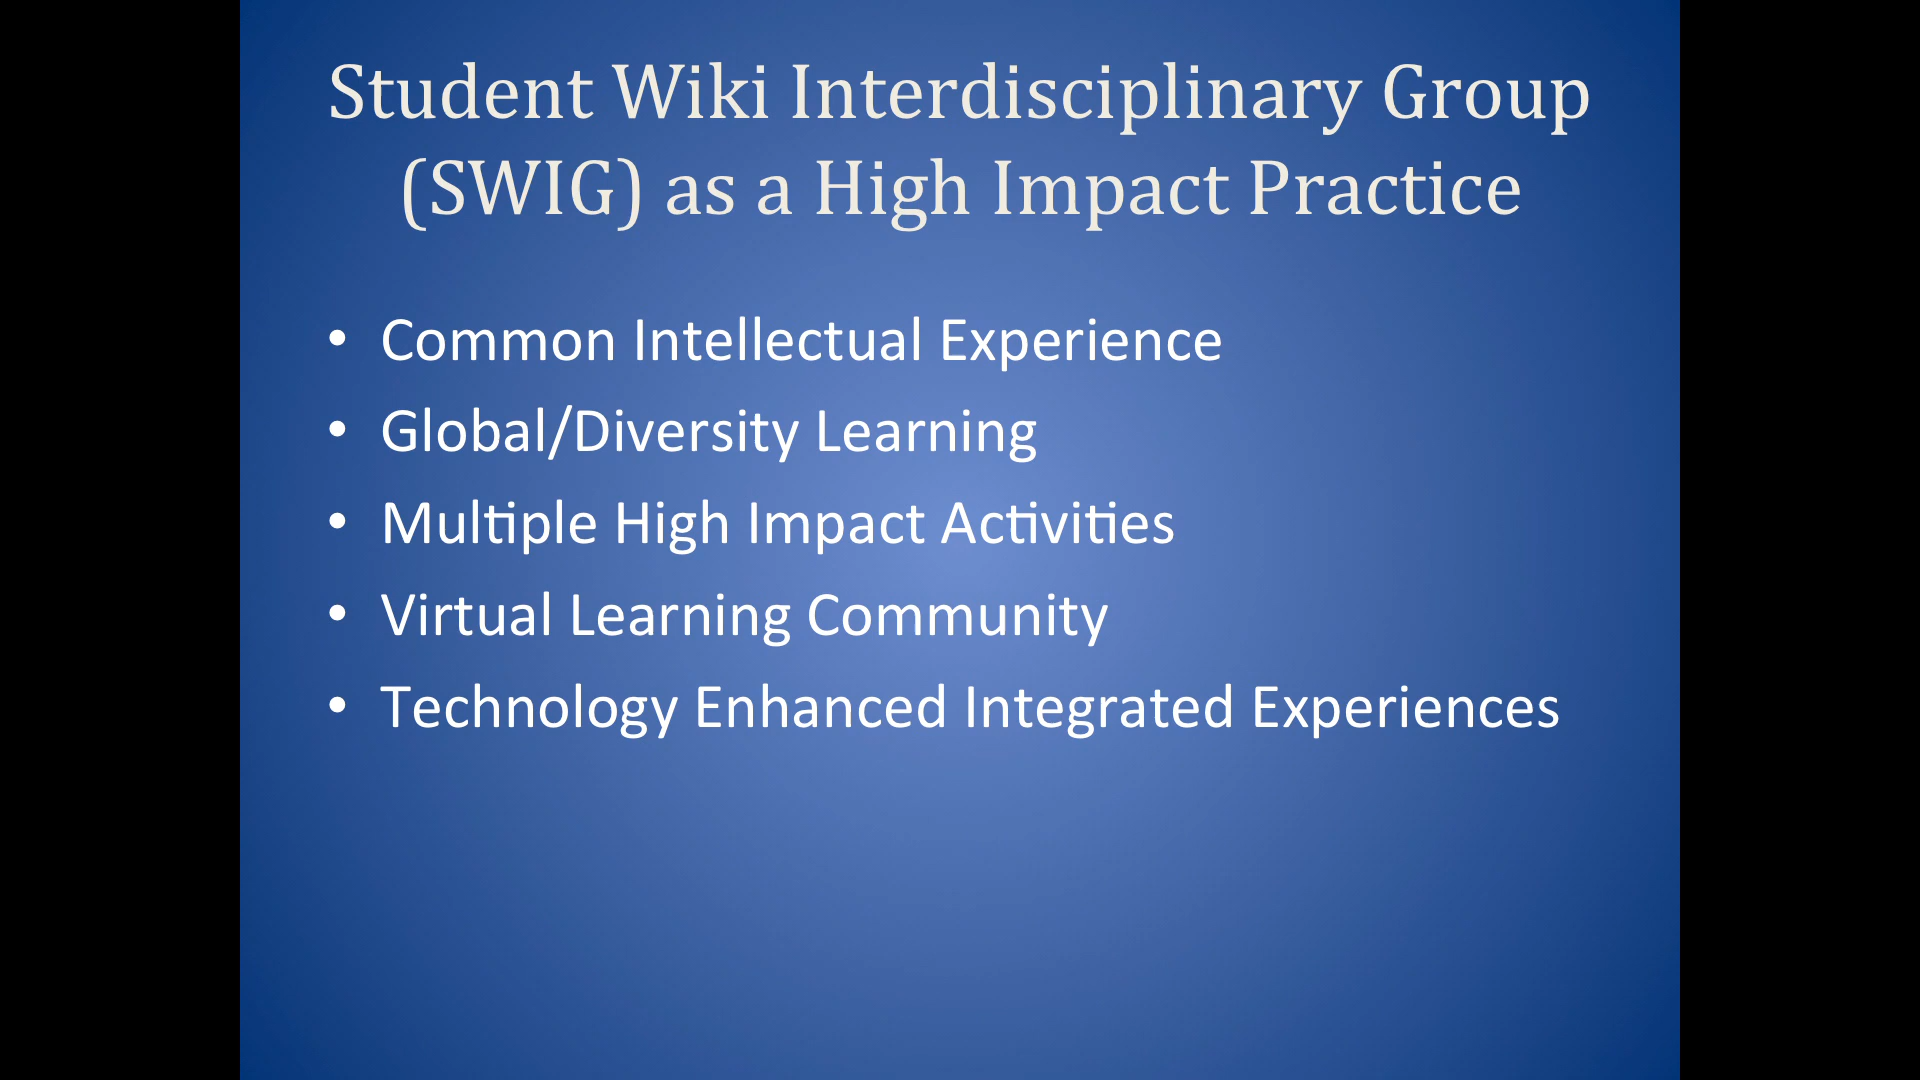 Student Wiki Interdisciplinary Group
(SWIG) as a High Impact Practice
• Common Intellectual Experience
• Global/Diversity Learning
• Multiple High Impact Activities
• Virtual Learning Community
• Technology Enhanced Integrated Experiences